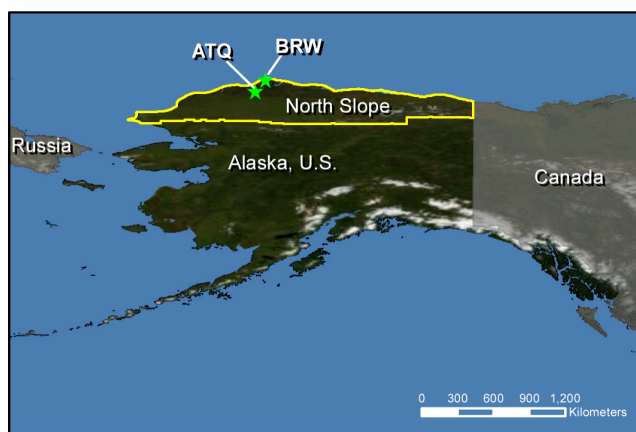 ATQ
BRW
North Slope
Russia
Alaska, U.S.
Canada
0 300 600 900 1,200
Kilometers